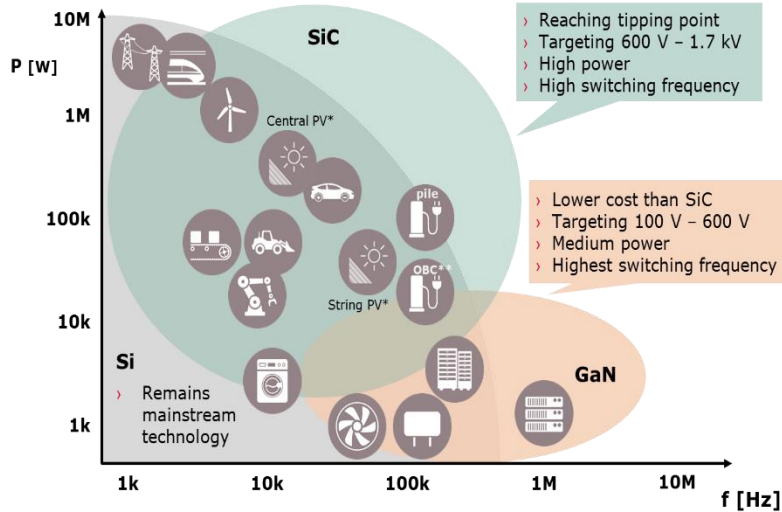 10M
P [W]
1M
100k
10k
1k
SiC
Central PV*
pile
OBC**
String PV*
Si
› Remains
mainstream
technology
GaN
› Reaching tipping point
› Targeting 600 V – 1.7 kV
› High power
› High switching frequency
› Lower cost than SiC
› Targeting 100 V – 600 V
› Medium power
› Highest switching frequency
1k 10k 100k 1M 10M
f [Hz]